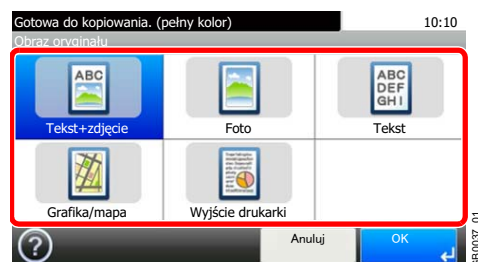 Gotowa do kopiowania. (pełny kolor) 10:10
Obraz oryginału
ABC
ABC
DEF
GHI
Tekst+zdjęcie Foto Tekst
Grafika/mapa Wyjście drukarki
? Anuluj OK